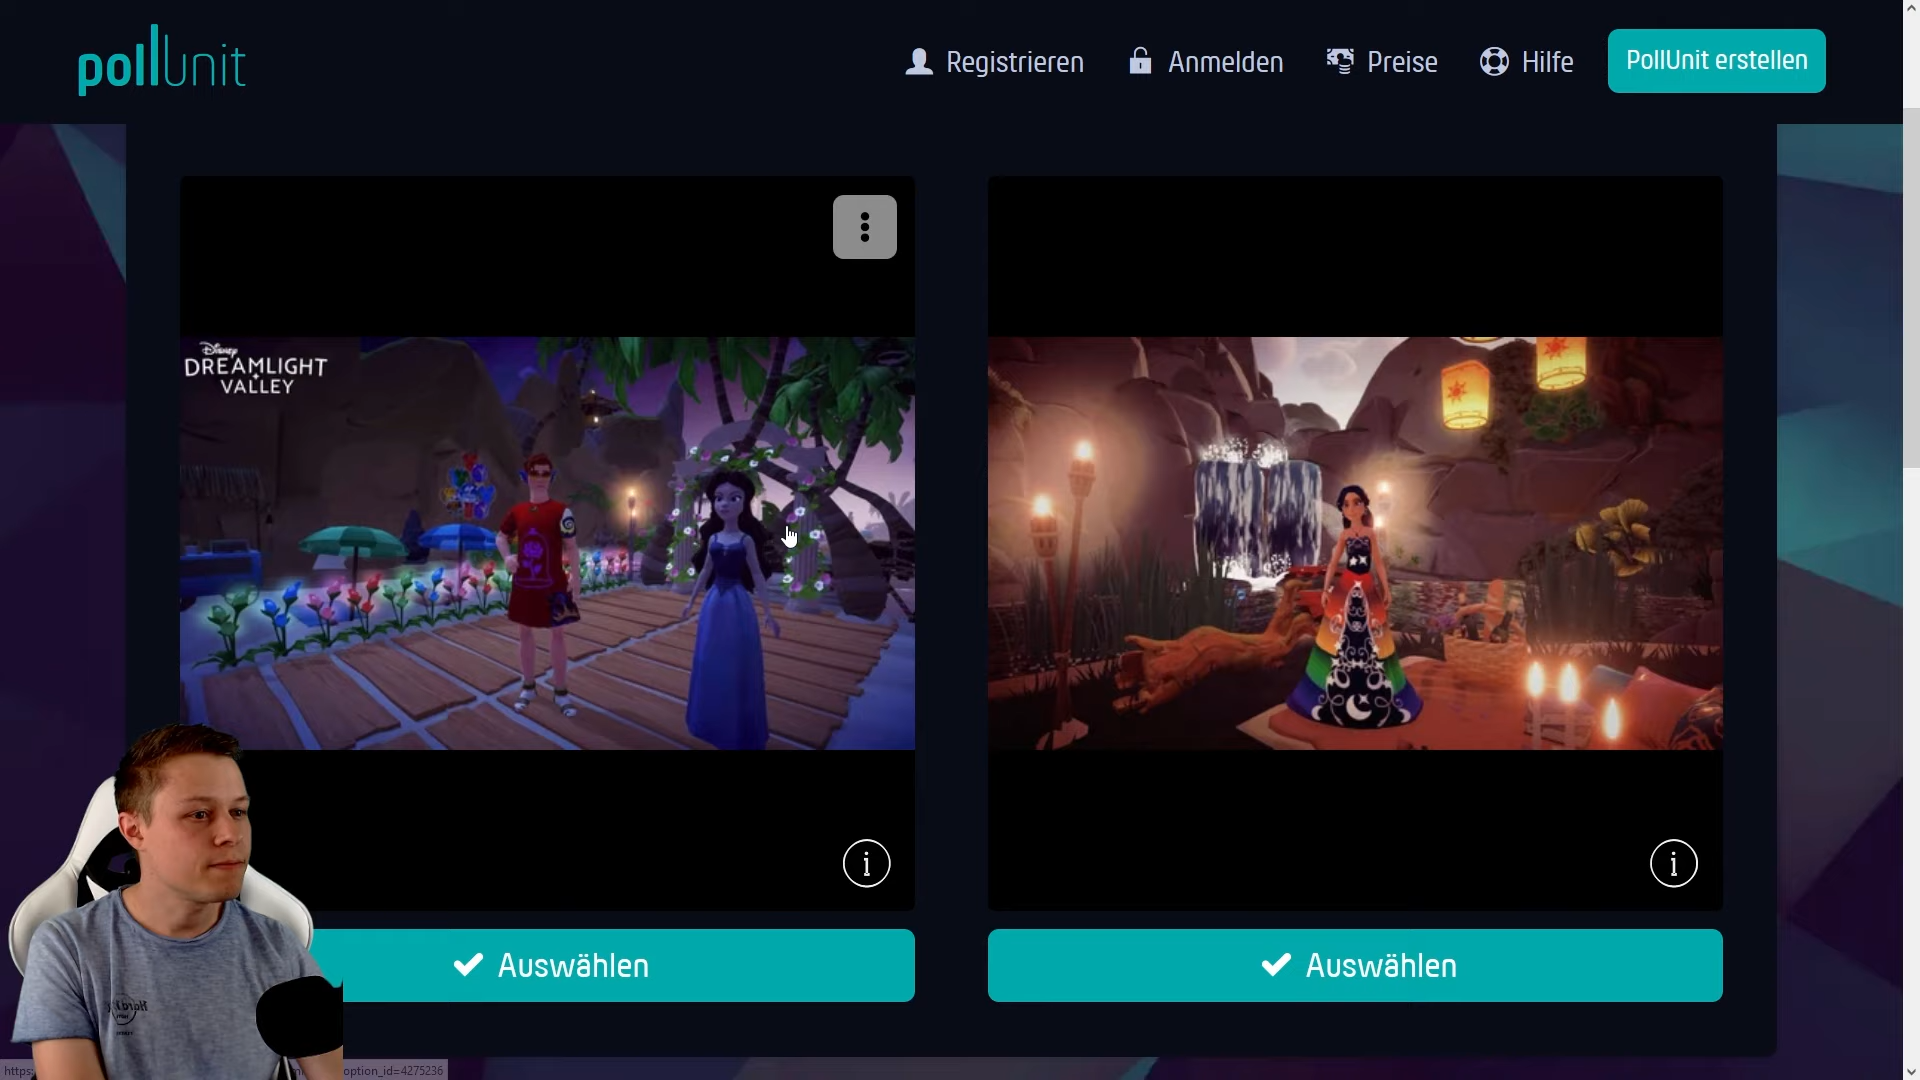 pollUnit
Registrieren
Anmelden
Preise
Hilfe
PollUnit erstellen
Disney
DREAMLIGHT
VALLEY
i
i
Auswählen
Auswählen
option_id=4275236